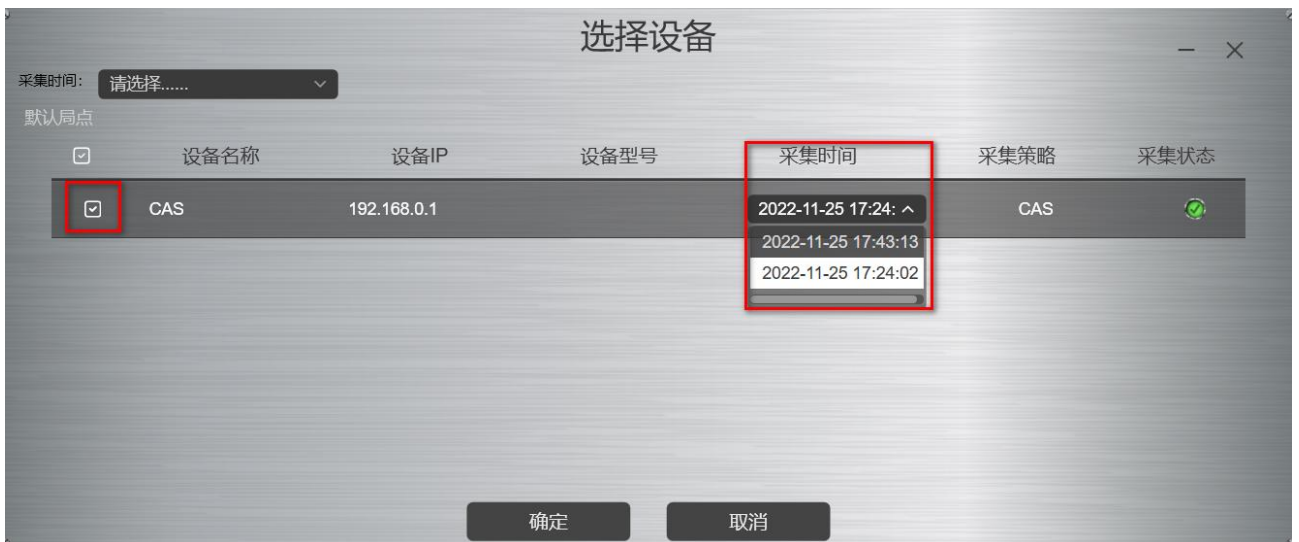 选择设备
采集时间： 请选择......
默认局点
设备名称 设备IP 设备型号 采集时间 采集策略 采集状态
CAS 192.168.0.1 2022-11-25 17:24: CAS
2022-11-25 17:43:13
2022-11-25 17:24:02
确定 取消